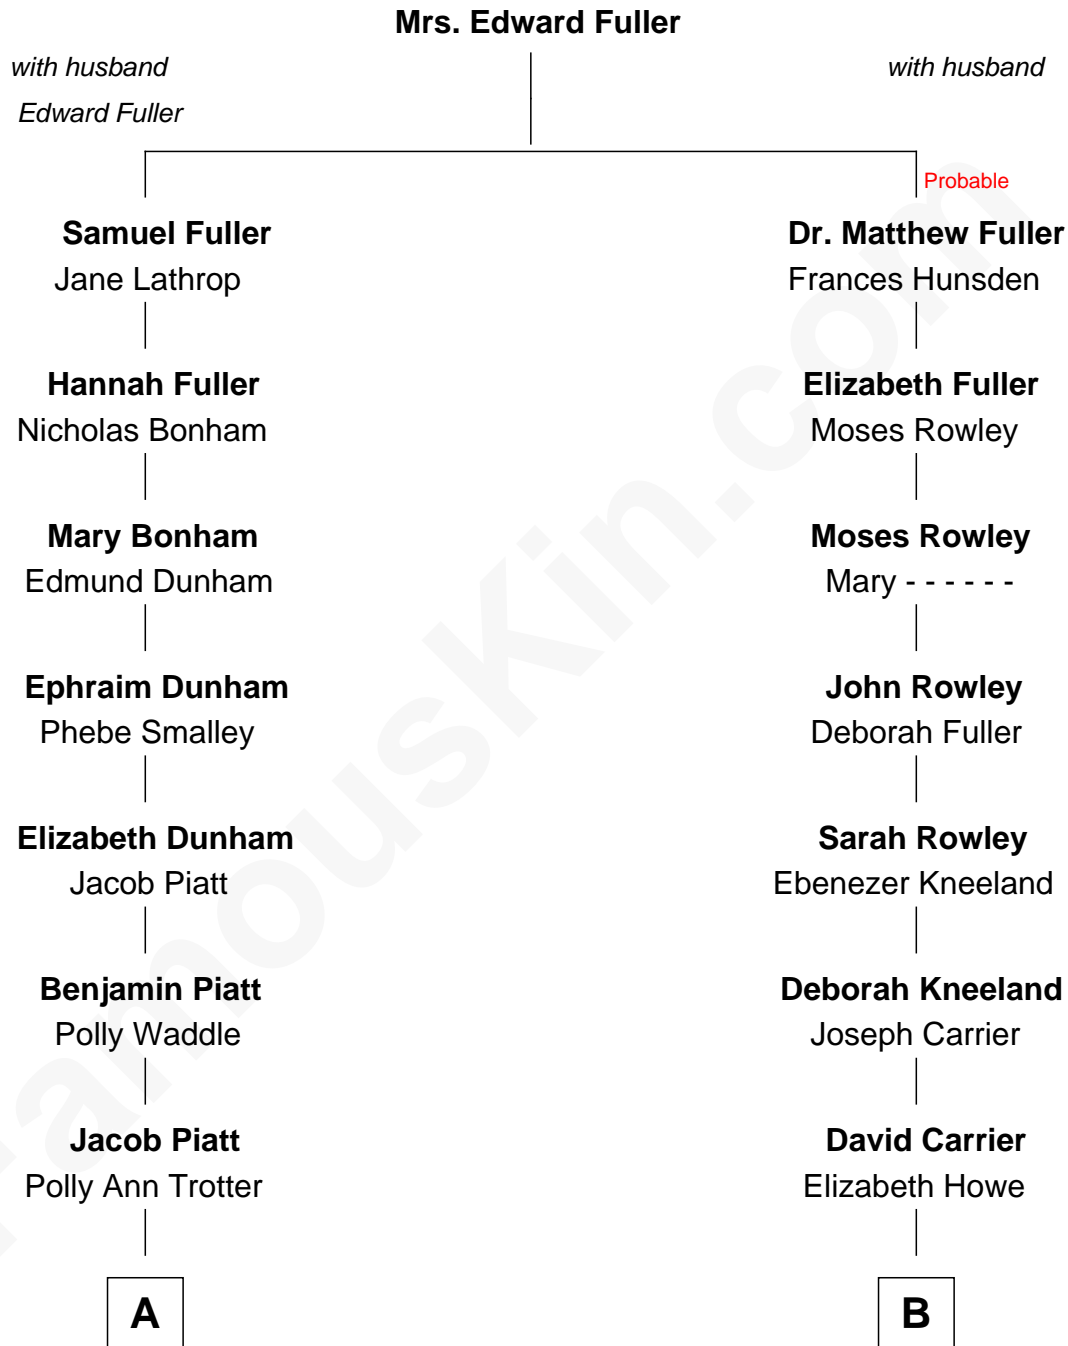 Mrs. Edward Fuller
with husband
with husband
Edward Fuller
Probable
Samuel Fuller
Dr. Matthew Fuller
Jane Lathrop
Frances Hunsden
Hannah Fuller
Elizabeth Fuller
Nicholas Bonham
Moses Rowley
Mary Bonham
Moses Rowley
Edmund Dunham
Mary - - - - - -
Ephraim Dunham
John Rowley
Phebe Smalley
Deborah Fuller
Elizabeth Dunham
Sarah Rowley
Jacob Piatt
Ebenezer Kneeland
Benjamin Piatt
Deborah Kneeland
Polly Waddle
Joseph Carrier
Jacob Piatt
David Carrier
Polly Ann Trotter
Elizabeth Howe
A
B
FamousKin.com